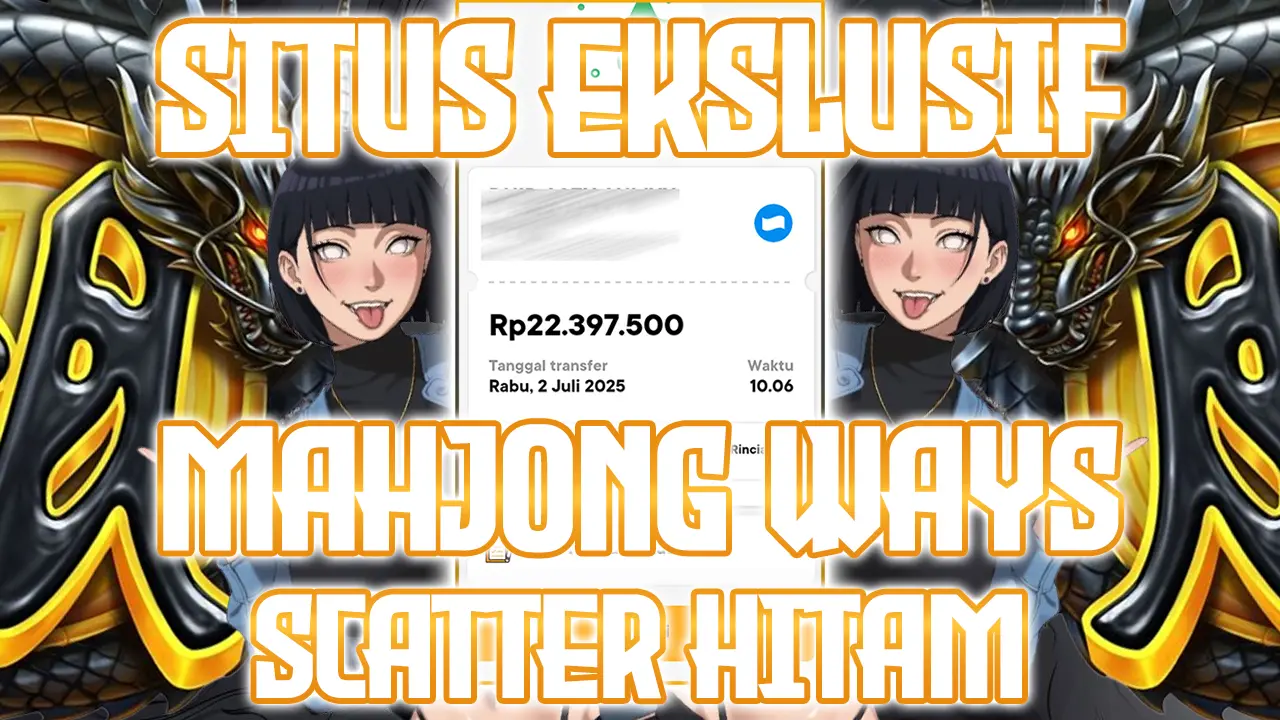 SITUS EKSLUSIF
Rp22.397.500
Tanggal transfer Waktu
Rabu, 2 Juli 2025 10.06
MAHJONG WAYS
SCATTER HITAM